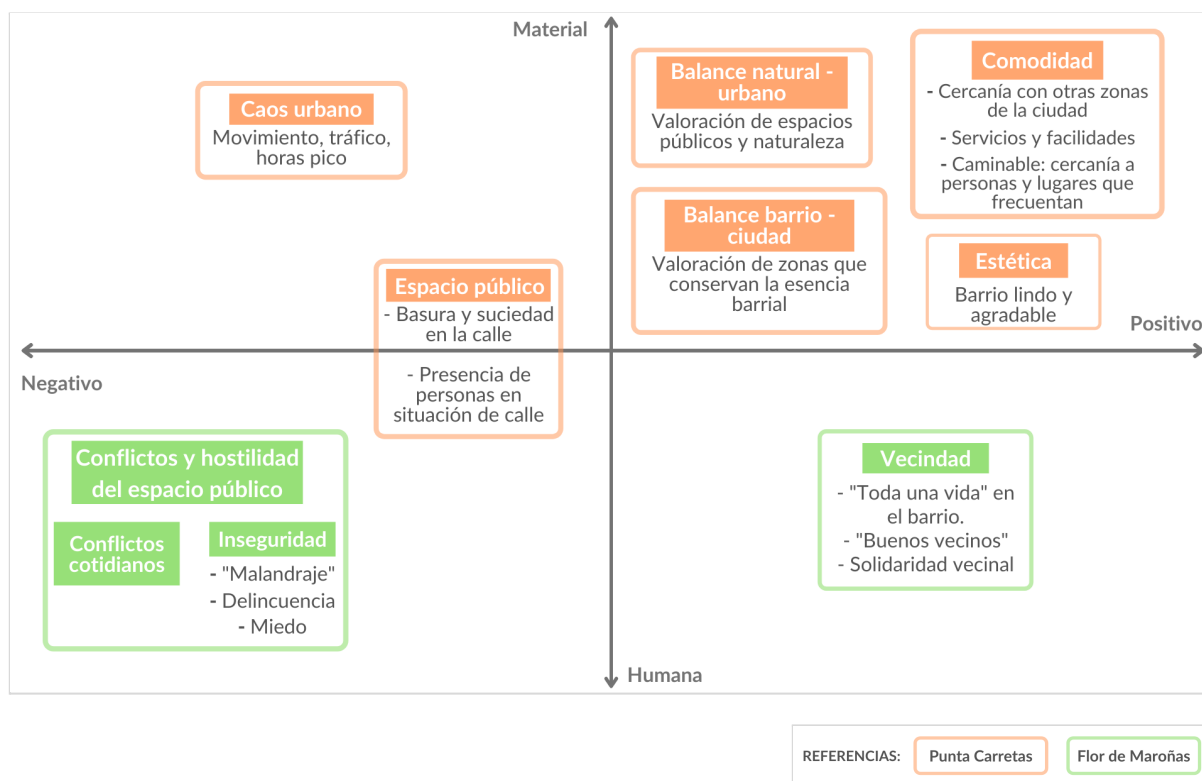 Material
Caos urbano
Movimiento, tráfico,
horas pico
Balance natural -
urbano
Valoración de espacios
públicos y naturaleza
Comodidad
- Cercanía con otras zonas
de la ciudad
- Servicios y facilidades
- Caminable: cercanía a
personas y lugares que
frecuentan
Balance barrio -
ciudad
Valoración de zonas que
conservan la esencia
barrial
Estética
Barrio lindo y
agradable
Espacio público
- Basura y suciedad
en la calle
- Presencia de
personas en
situación de calle
Positivo
Negativo
Conflictos y hostilidad
del espacio público
Conflictos
cotidianos
Inseguridad
- "Malandraje"
- Delincuencia
- Miedo
Vecindad
- "Toda una vida" en
el barrio.
- "Buenos vecinos"
- Solidaridad vecinal
Humana
REFERENCIAS:
Punta Carretas
Flor de Maroñas